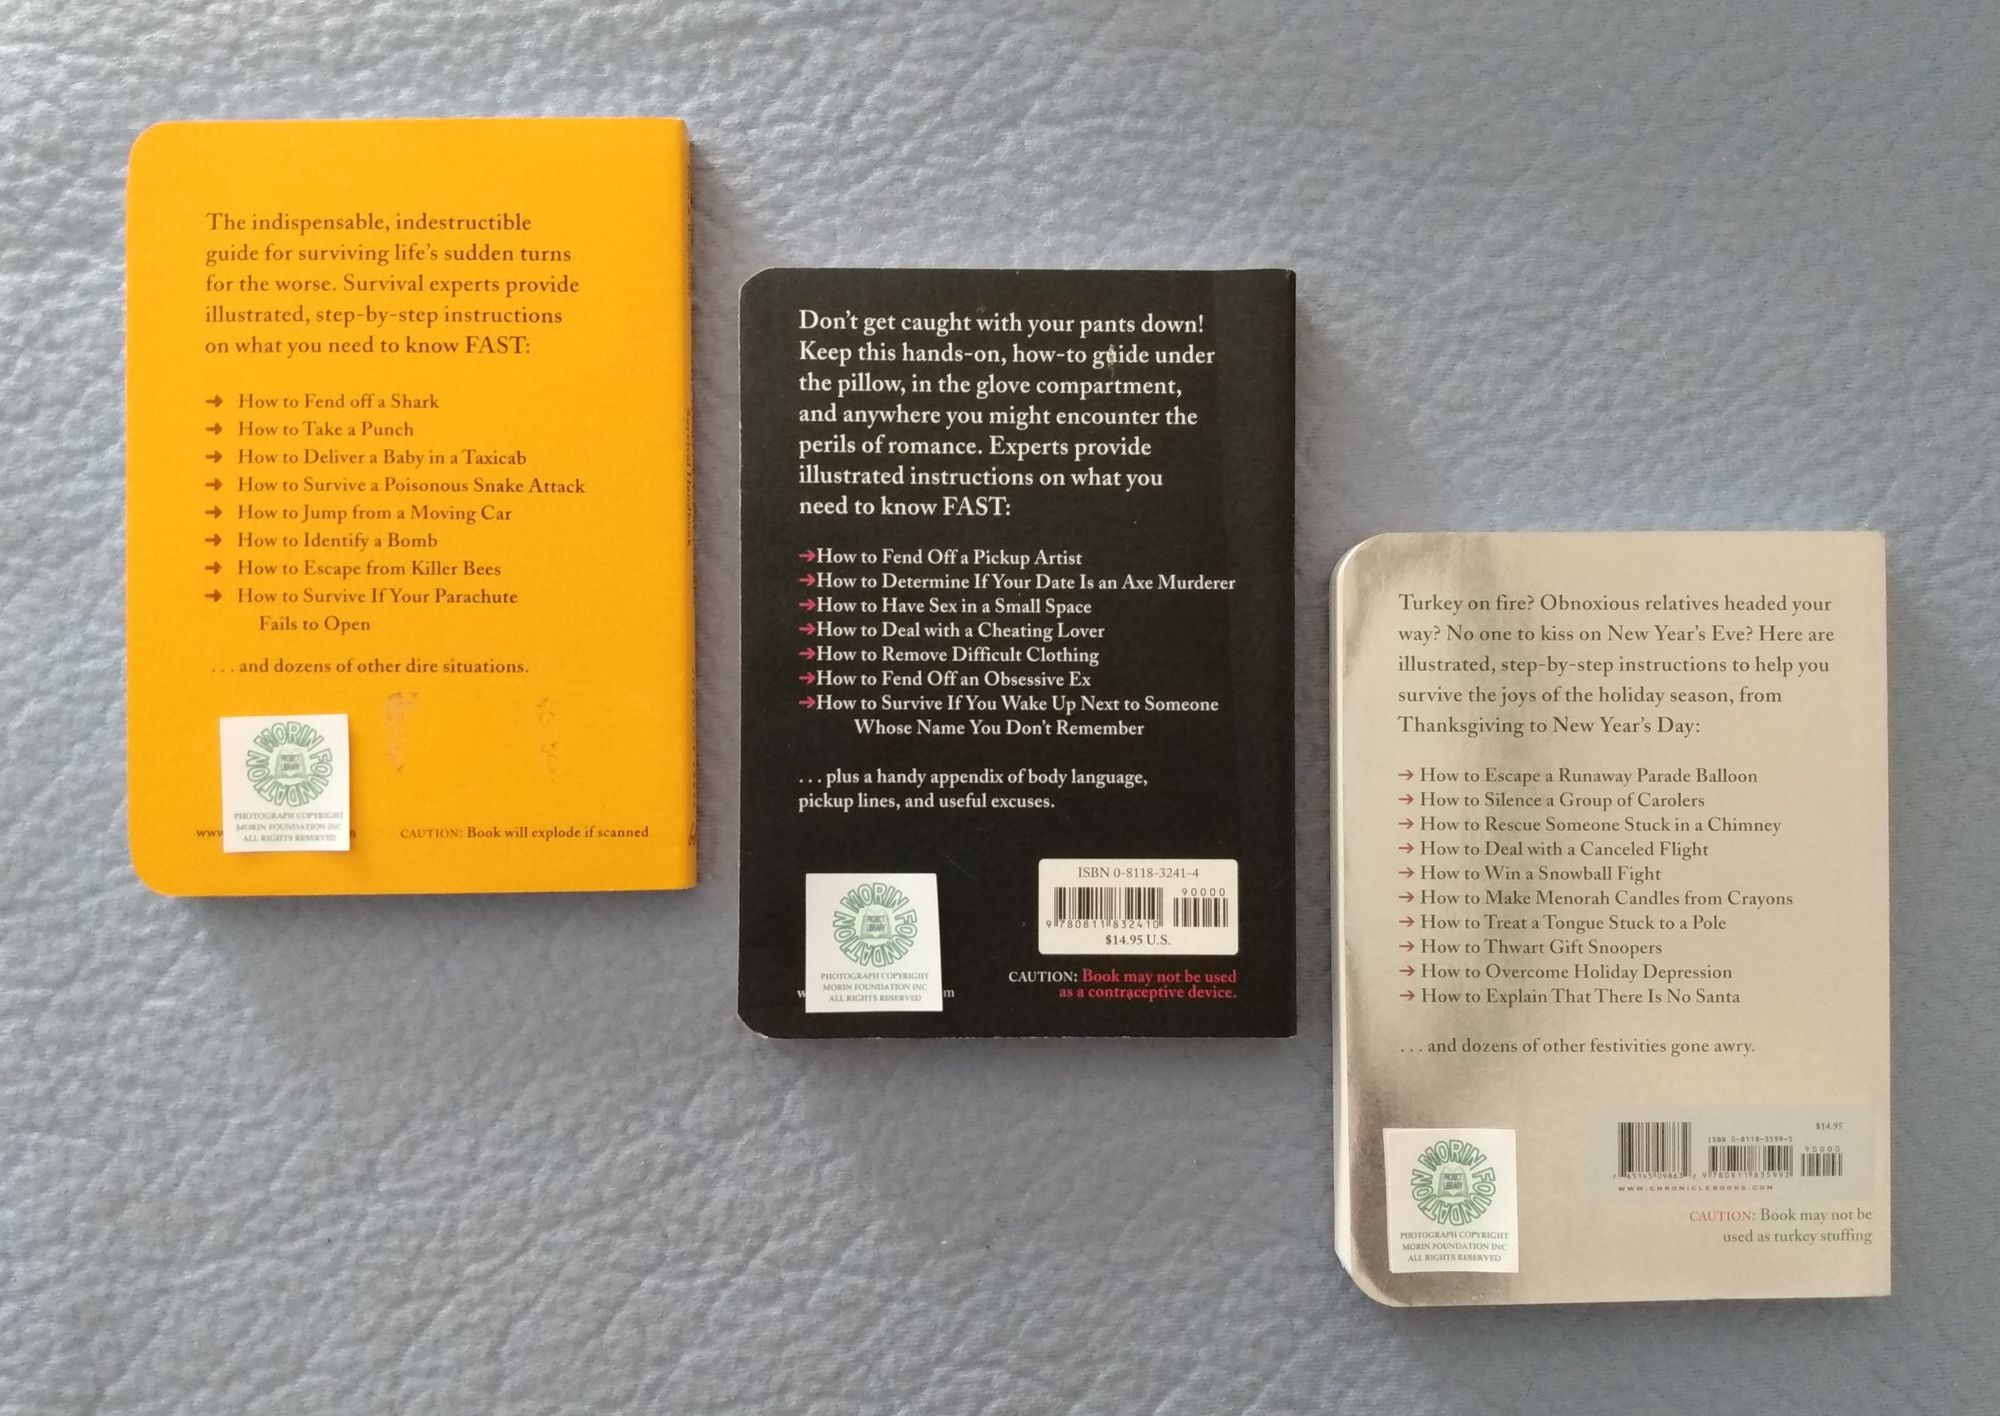 The indispensable, indestructible
guide for surviving life's sudden turns
for the worse. Survival experts provide
illustrated, step-by-step instructions
on what you need to know FAST:
➜ How to Fend off a Shark
➜ How to Take a Punch
➜ How to Deliver a Baby in a Taxicab
➜ How to Survive a Poisonous Snake Attack
➜ How to Jump from a Moving Car
➜ How to Identify a Bomb
➜ How to Escape from Killer Bees
➜ How to Survive If Your Parachute
Fails to Open
. . . and dozens of other dire situations.
MORIN FOUNDATION
PROJECT
LIBRARY
PHOTOGRAPH COPYRIGHT
MORIN FOUNDATION INC
ALL RIGHTS RESERVED
CAUTION: Book will explode if scanned
Don't get caught with your pants down!
Keep this hands-on, how-to guide under
the pillow, in the glove compartment,
and anywhere you might encounter the
perils of romance. Experts provide
illustrated instructions on what you
need to know FAST:
➔How to Fend Off a Pickup Artist
➔How to Determine If Your Date Is an Axe Murderer
➔How to Have Sex in a Small Space
➔How to Deal with a Cheating Lover
➔How to Remove Difficult Clothing
➔How to Fend Off an Obsessive Ex
➔How to Survive If You Wake Up Next to Someone
Whose Name You Don't Remember
. . . plus a handy appendix of body language,
pickup lines, and useful excuses.
ISBN 0-8118-3241-4
90000
9 780811 832410
$14.95 U.S.
MORIN FOUNDATION
PROJECT
LIBRARY
PHOTOGRAPH COPYRIGHT
MORIN FOUNDATION INC
ALL RIGHTS RESERVED
CAUTION: Book may not be used
as a contraceptive device.
Turkey on fire? Obnoxious relatives headed your
way? No one to kiss on New Year's Eve? Here are
illustrated, step-by-step instructions to help you
survive the joys of the holiday season, from
Thanksgiving to New Year's Day:
➔ How to Escape a Runaway Parade Balloon
➔ How to Silence a Group of Carolers
➔ How to Rescue Someone Stuck in a Chimney
➔ How to Deal with a Canceled Flight
➔ How to Win a Snowball Fight
➔ How to Make Menorah Candles from Crayons
➔ How to Treat a Tongue Stuck to a Pole
➔ How to Thwart Gift Snoopers
➔ How to Overcome Holiday Depression
➔ How to Explain That There Is No Santa
. . . and dozens of other festivities gone awry.
$14.95
ISBN 0-8118-3599-5
90000
7 65145 09863 2 9 780811 835992
WWW.CHRONICLEBOOKS.COM
MORIN FOUNDATION
PROJECT
LIBRARY
PHOTOGRAPH COPYRIGHT
MORIN FOUNDATION INC
ALL RIGHTS RESERVED
CAUTION: Book may not be
used as turkey stuffing